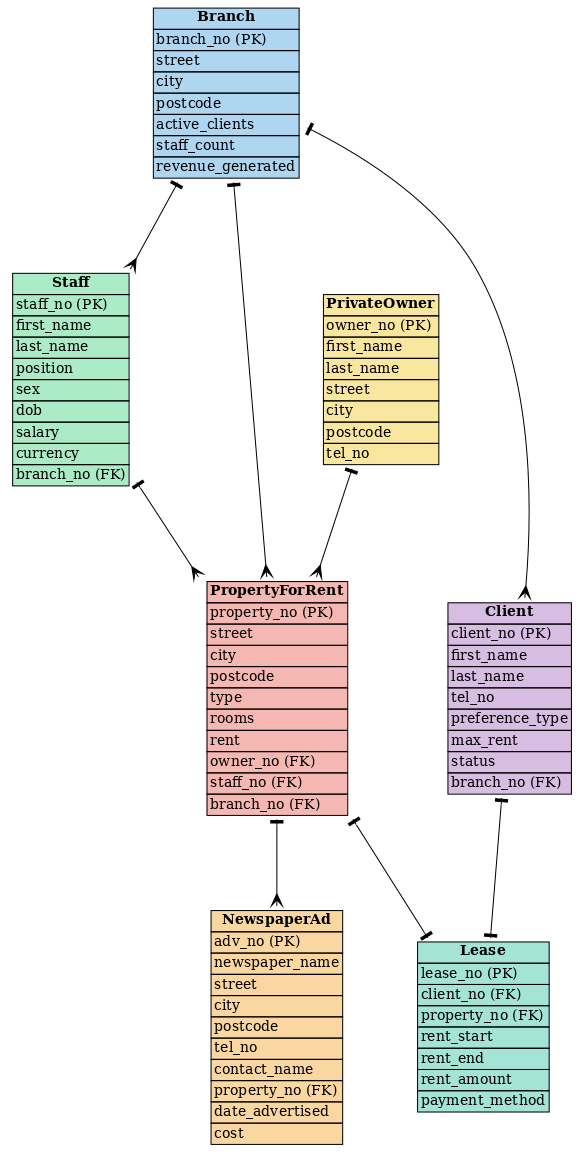 Branch
branch_no (PK)
street
city
postcode
active_clients
staff_count
revenue_generated
Staff
staff_no (PK)
first_name
last_name
position
sex
dob
salary
currency
branch_no (FK)
PrivateOwner
owner_no (PK)
first_name
last_name
street
city
postcode
tel_no
PropertyForRent
property_no (PK)
street
city
postcode
type
rooms
rent
owner_no (FK)
staff_no (FK)
branch_no (FK)
Client
client_no (PK)
first_name
last_name
tel_no
preference_type
max_rent
status
branch_no (FK)
NewspaperAd
adv_no (PK)
newspaper_name
street
city
postcode
tel_no
contact_name
property_no (FK)
date_advertised
cost
Lease
lease_no (PK)
client_no (FK)
property_no (FK)
rent_start
rent_end
rent_amount
payment_method